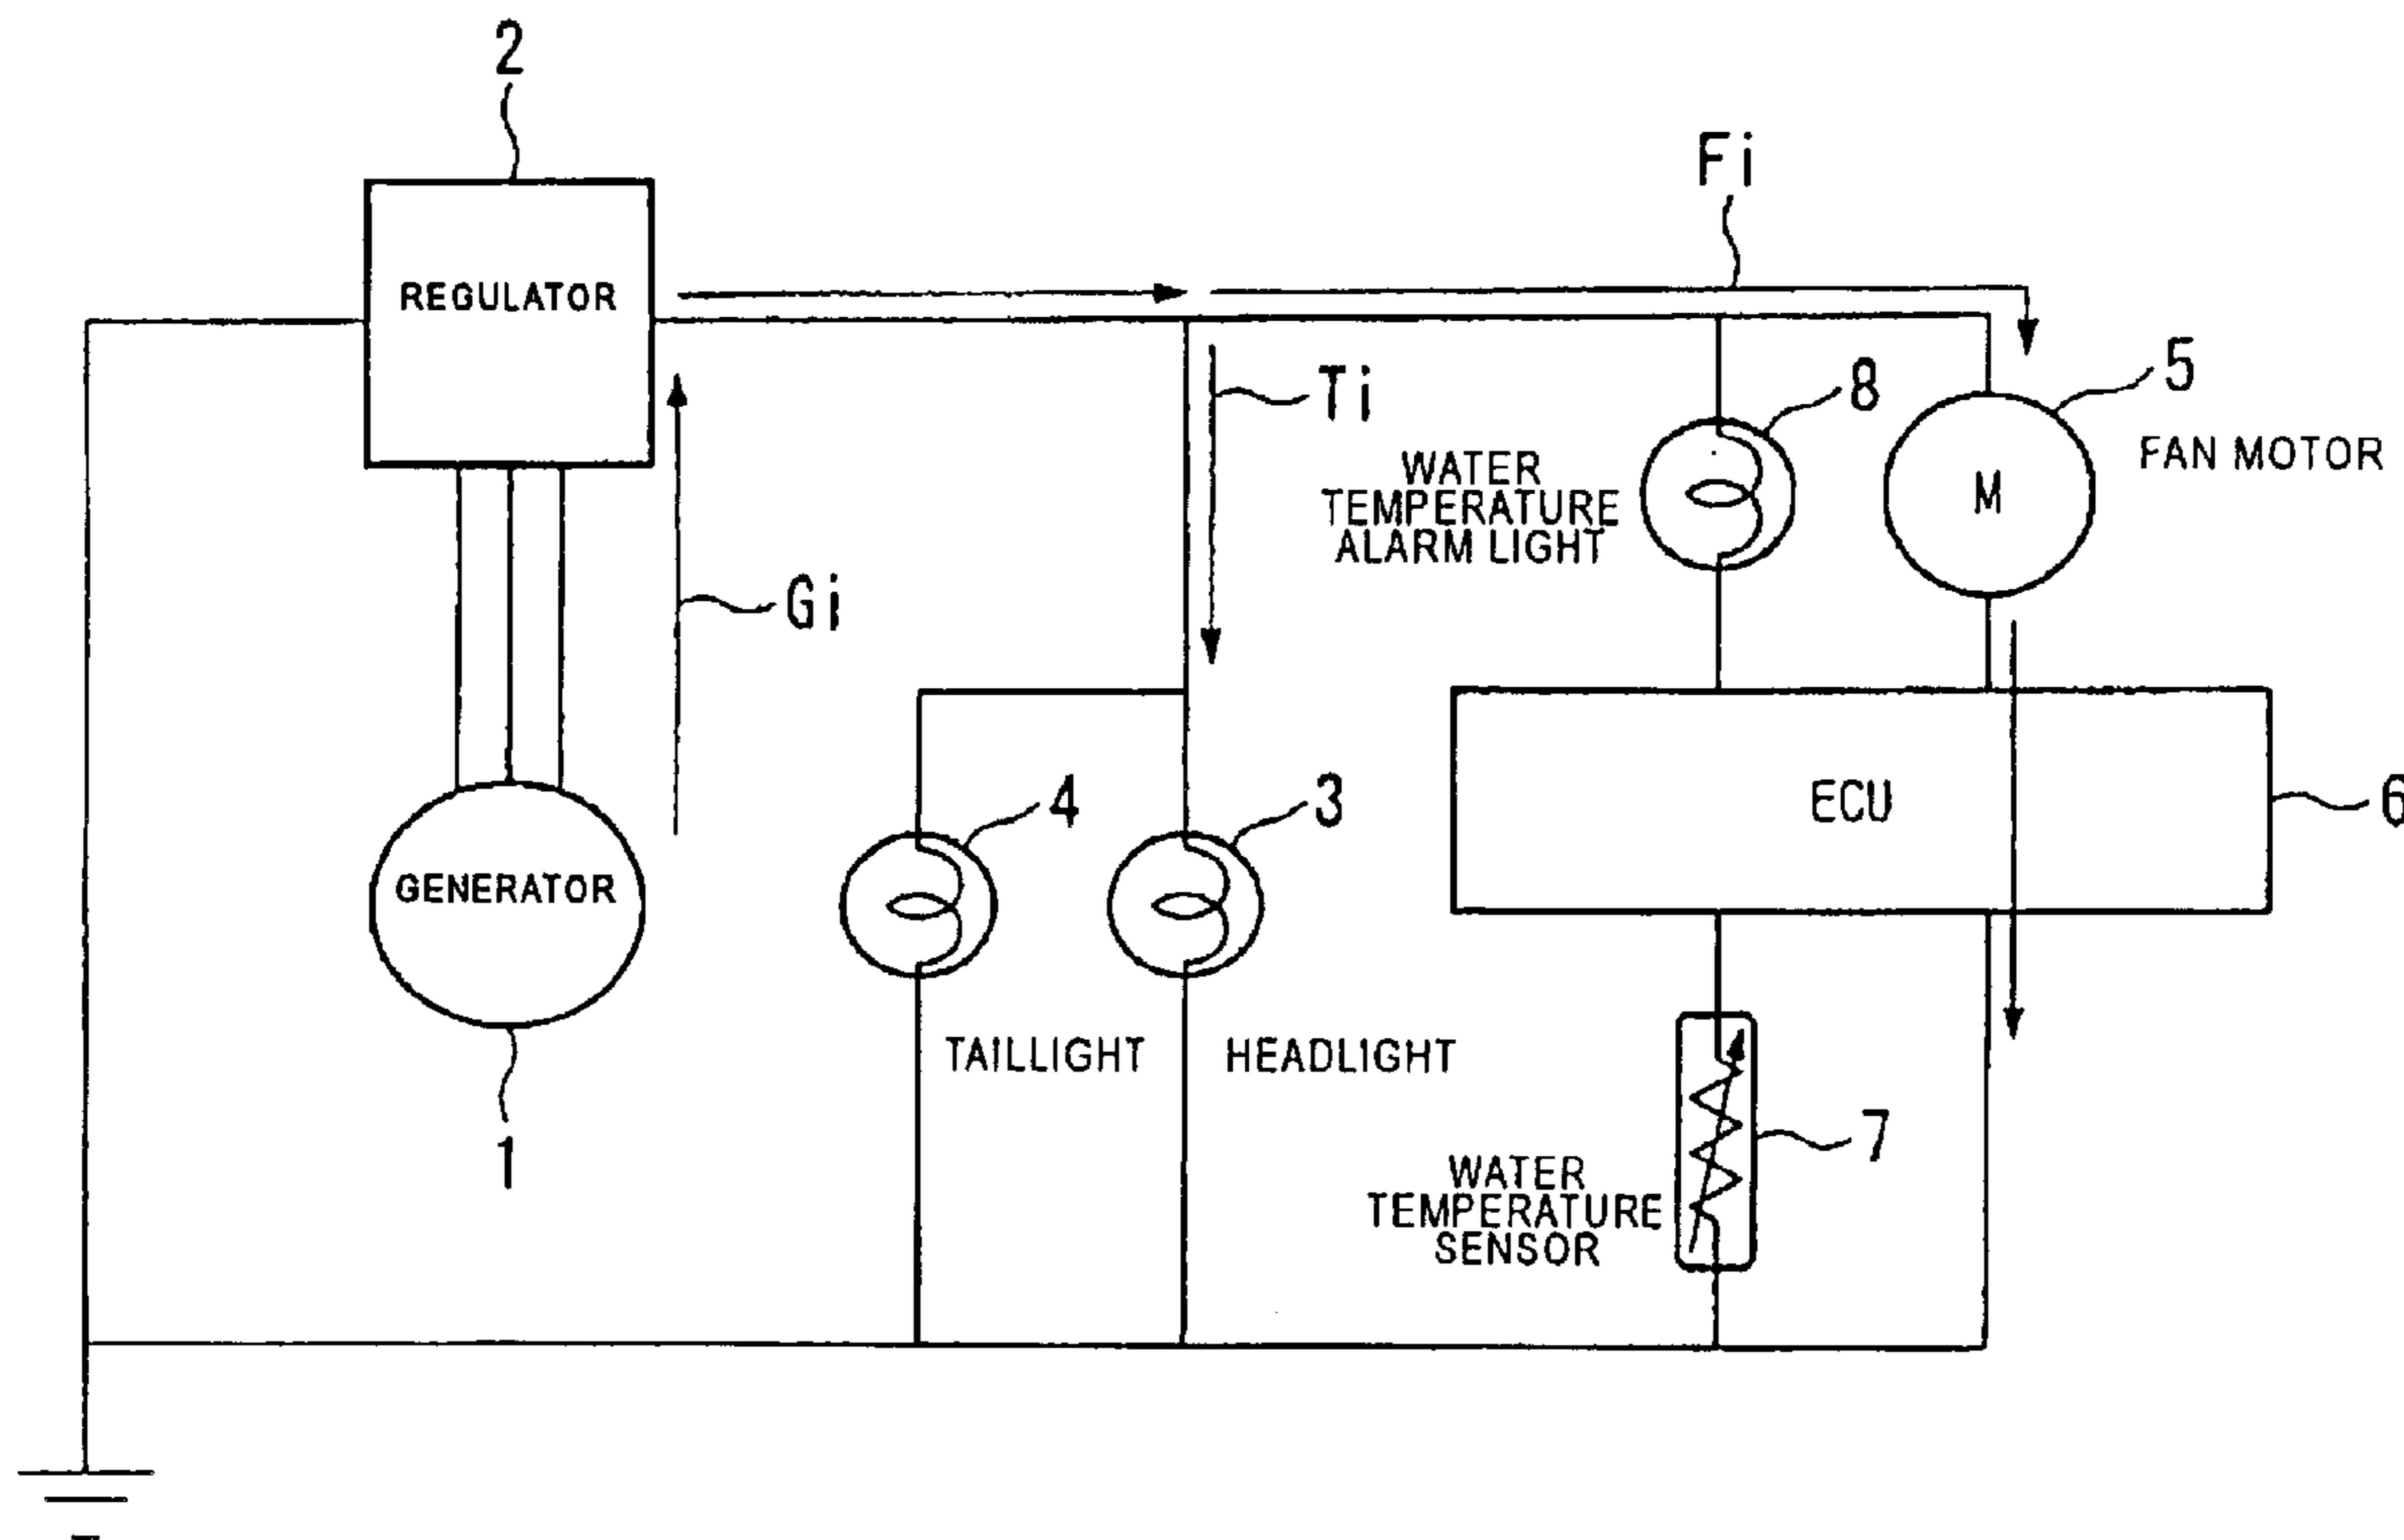 2
REGULATOR
Fi
Ti
5
8
FAN MOTOR
WATER
TEMPERATURE
ALARM LIGHT
M
Gi
4
3
ECU
6
GENERATOR
TAILLIGHT
HEADLIGHT
1
7
WATER
TEMPERATURE
SENSOR